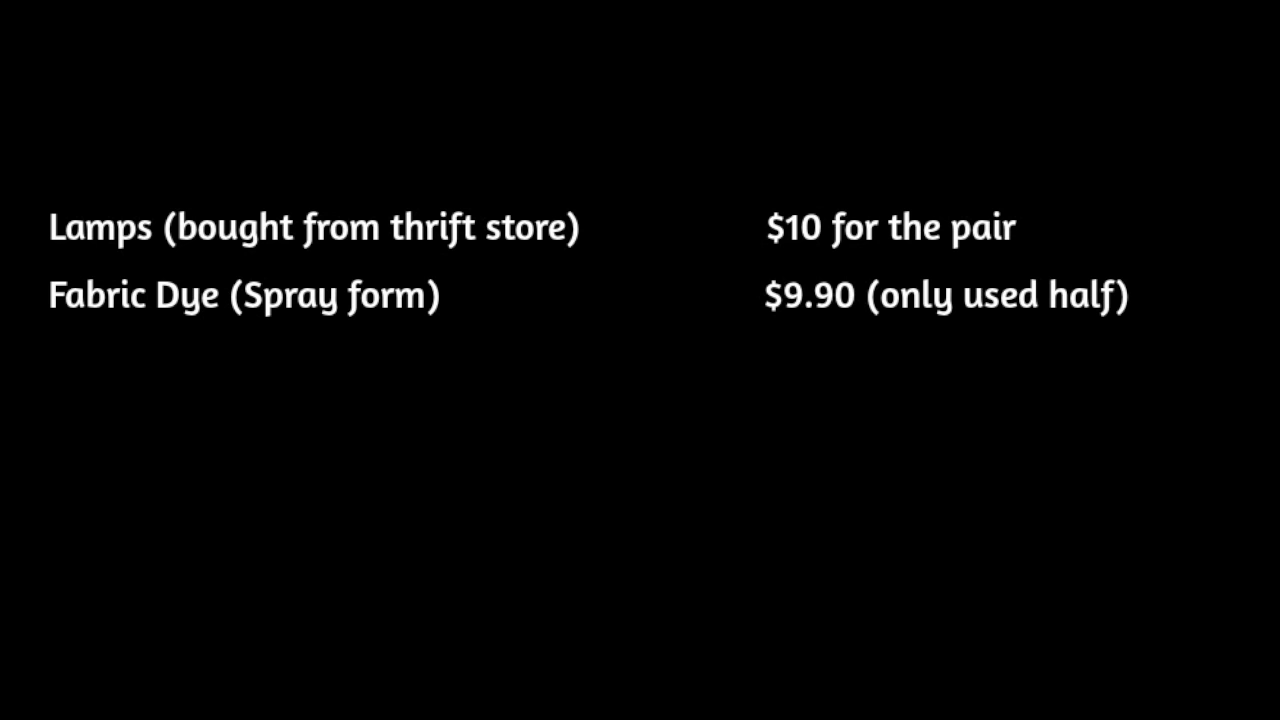 Lamps (bought from thrift store) $10 for the pair
Fabric Dye (Spray form) $9.90 (only used half)